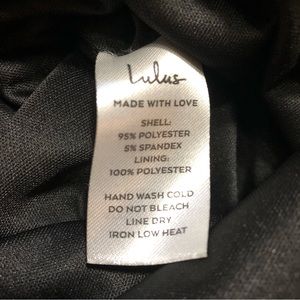 Lulus
MADE WITH LOVE
SHELL:
95% POLYESTER
5% SPANDEX
LINING:
100% POLYESTER
HAND WASH COLD
DO NOT BLEACH
LINE DRY
IRON LOW HEAT